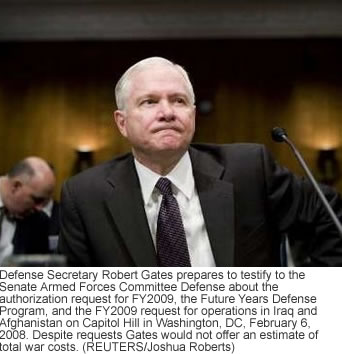 Defense Secretary Robert Gates prepares to testify to the
Senate Armed Forces Committee Defense about the
authorization request for FY2009, the Future Years Defense
Program, and the FY2009 request for operations in Iraq and
Afghanistan on Capitol Hill in Washington, DC, February 6,
2008. Despite requests Gates would not offer an estimate of
total war costs. (REUTERS/Joshua Roberts)